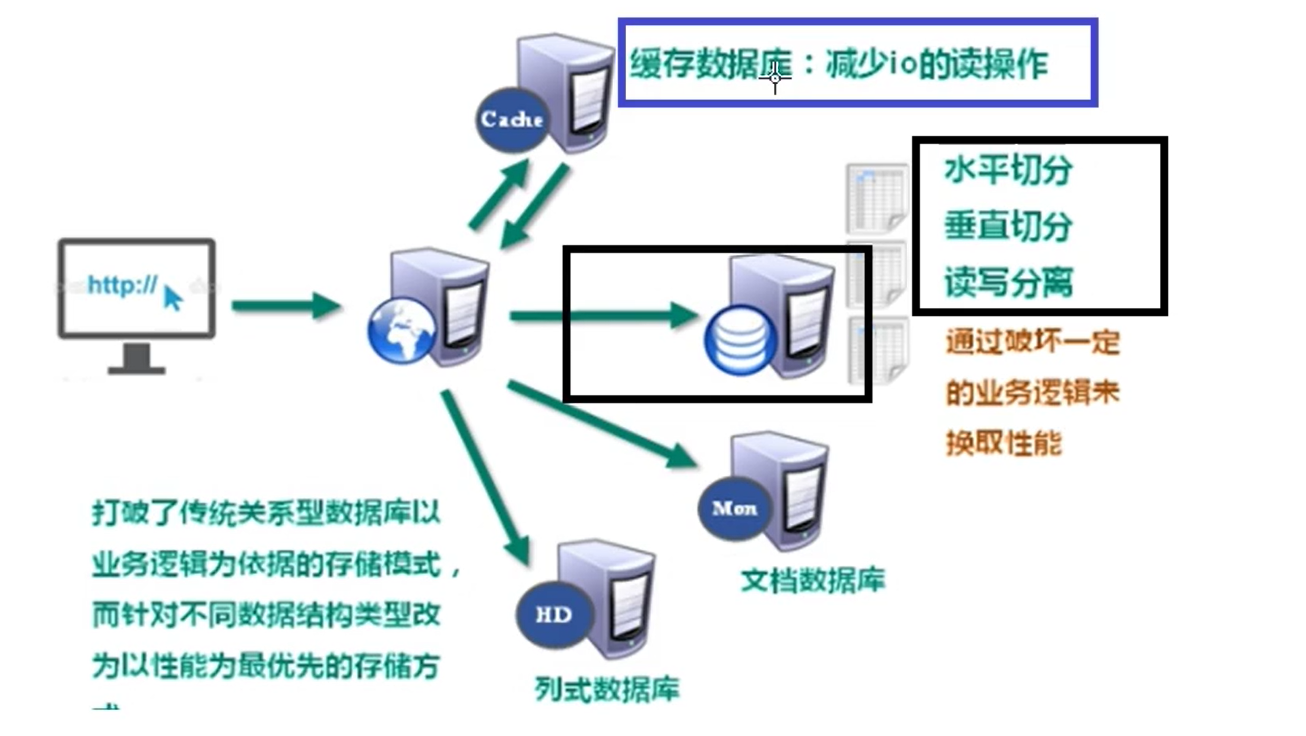 缓存数据库：减少io的读操作
Cache
水平切分
垂直切分
读写分离
http://
通过破坏一定
的业务逻辑来
换取性能
Mon
文档数据库
打破了传统关系型数据库以
业务逻辑为依据的存储模式，
而针对不同数据结构类型改
为以性能为最优先的存储方
HD
列式数据库